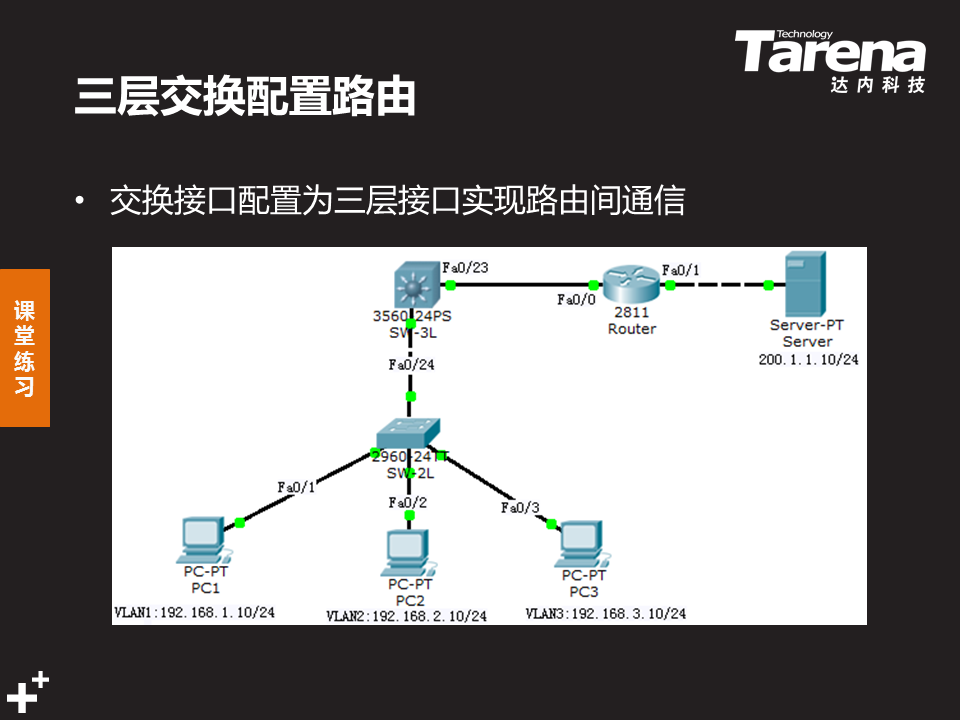 Technology
Tarena
达内科技
三层交换配置路由
• 交换接口配置为三层接口实现路由间通信
课
堂
练
习
Fa0/23
3560-24PS
SW-3L
Fa0/24
Fa0/0
2811
Router
Fa0/1
Server-PT
Server
200.1.1.10/24
2960-24TT
SW-2L
Fa0/1
Fa0/2
Fa0/3
PC-PT
PC1
VLAN1:192.168.1.10/24
PC-PT
PC2
VLAN2:192.168.2.10/24
PC-PT
PC3
VLAN3:192.168.3.10/24